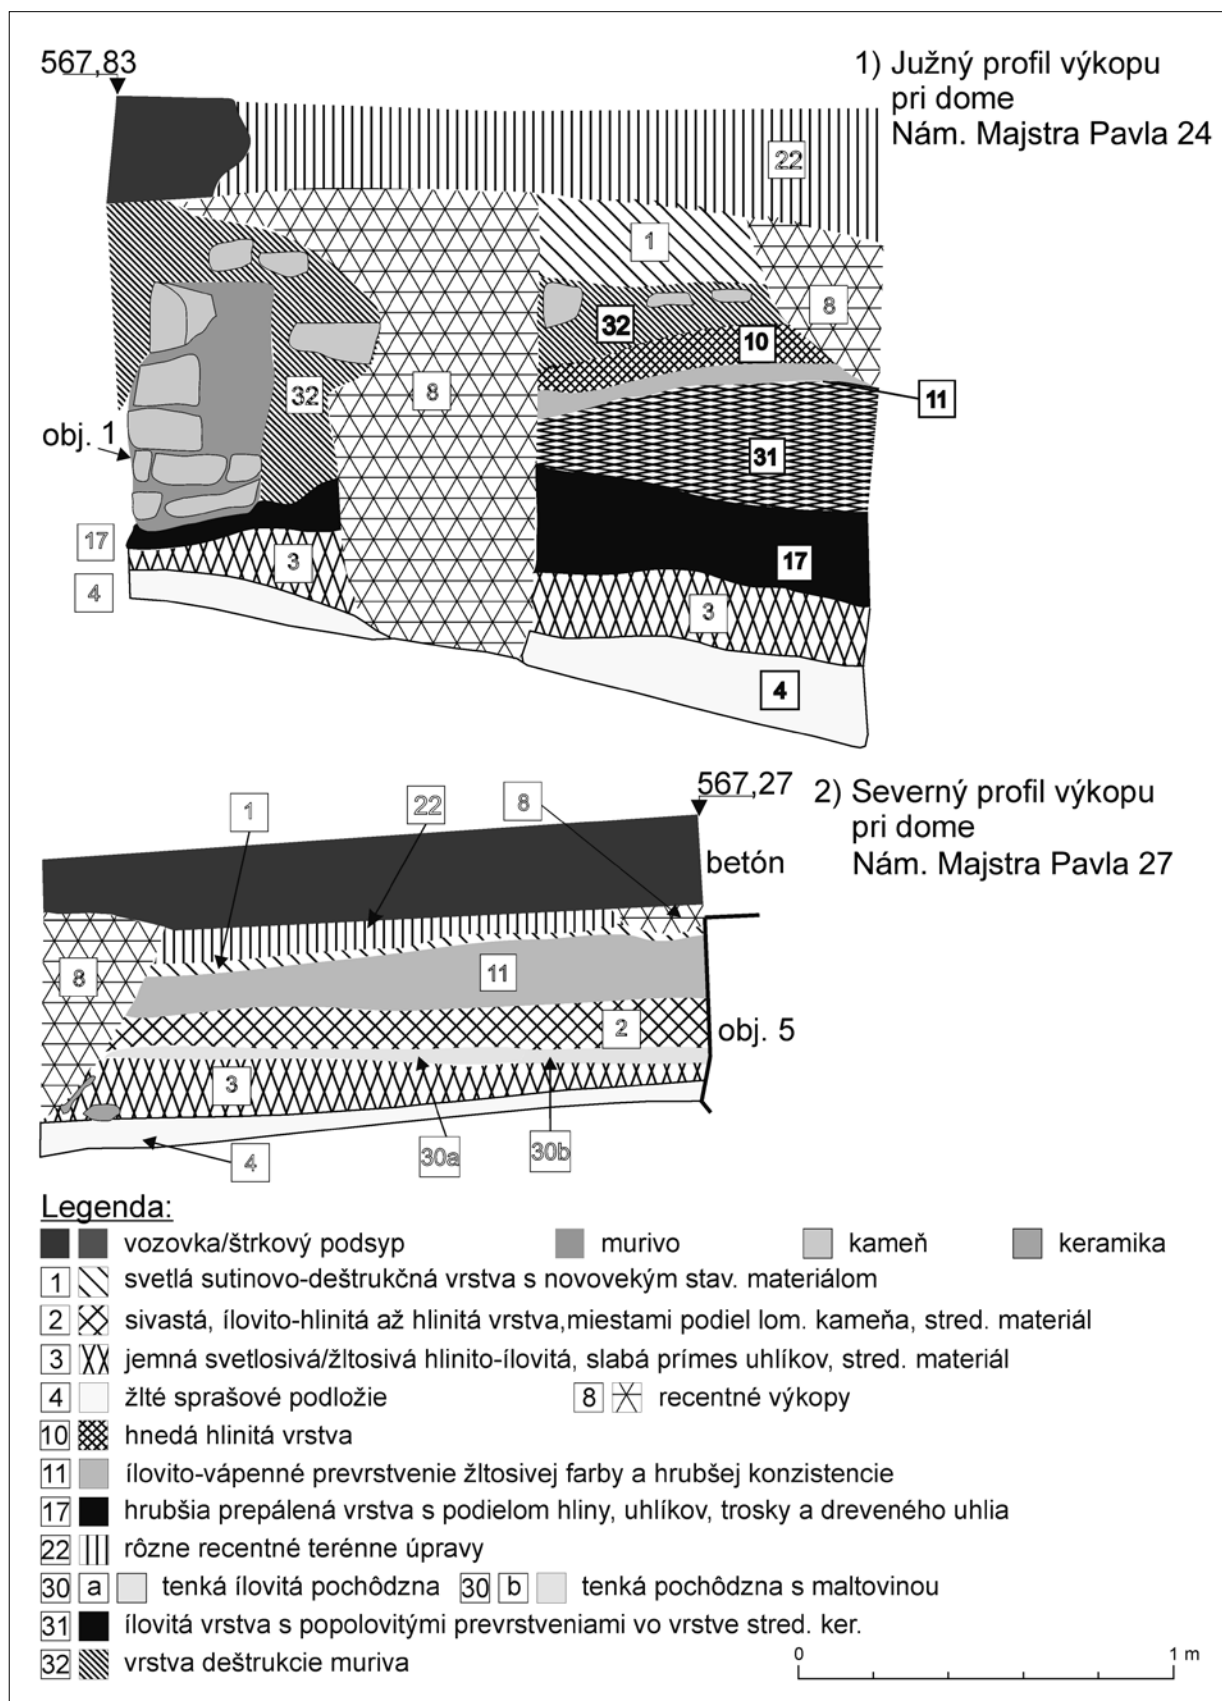 567,83
1) Južný profil výkopu
pri dome
Nám. Majstra Pavla 24
22
1
8
32
10
8
32
11
obj. 1
31
17
3
17
4
3
4
567,27
2) Severný profil výkopu
pri dome
Nám. Majstra Pavla 27
1
22
8
betón
8
11
2
obj. 5
3
4
30a
30b
Legenda:
vozovka/štrkový podsyp murivo kameň keramika
1 svetlá sutinovo-deštrukčná vrstva s novovekým stav. materiálom
2 sivastá, ílovito-hlinitá až hlinitá vrstva,miestami podiel lom. kameňa, stred. materiál
3 jemná svetlosivá/žltosivá hlinito-ílovitá, slabá prímes uhlíkov, stred. materiál
4 žlté sprašové podložie 8 recentné výkopy
10 hnedá hlinitá vrstva
11 ílovito-vápenné prevrstvenie žltosivej farby a hrubšej konzistencie
17 hrubšia prepálená vrstva s podielom hliny, uhlíkov, trosky a dreveného uhlia
22 rôzne recentné terénne úpravy
30 a tenká ílovitá pochôdzna 30 b tenká pochôdzna s maltovinou
31 ílovitá vrstva s popolovitými prevrstveniami vo vrstve stred. ker.
32 vrstva deštrukcie muriva
0 1 m